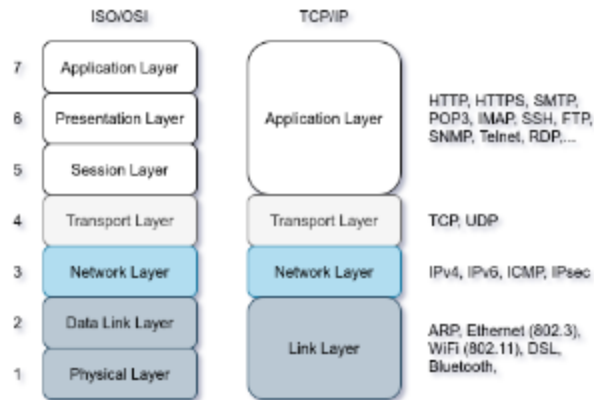 ISO/OSI TCP/IP
7 Application Layer
6 Presentation Layer
5 Session Layer
4 Transport Layer
3 Network Layer
2 Data Link Layer
1 Physical Layer
Application Layer
Transport Layer
Network Layer
Link Layer
HTTP, HTTPS, SMTP,
POP3, IMAP, SSH, FTP,
SNMP, Telnet, RDP,...
TCP, UDP
IPv4, IPv6, ICMP, IPsec
ARP, Ethernet (802.3),
WiFi (802.11), DSL,
Bluetooth,